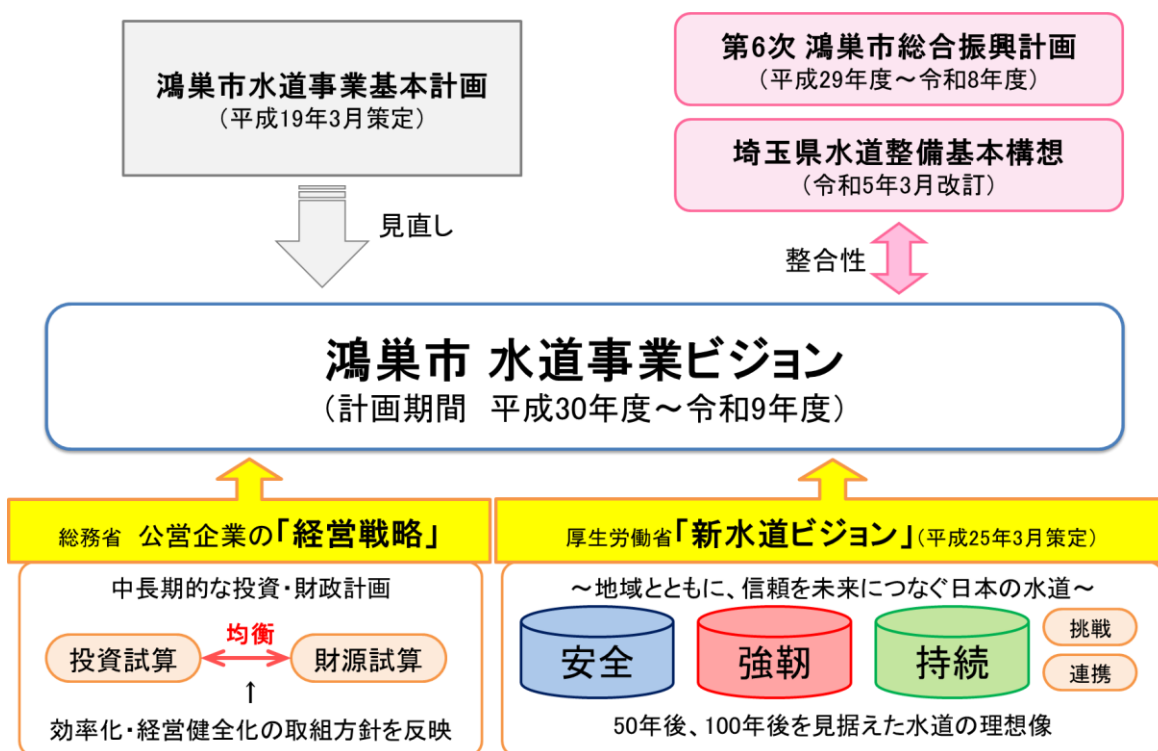 鴻巣市水道事業基本計画
（平成19年3月策定）
第6次 鴻巣市総合振興計画
（平成29年度～令和8年度）
埼玉県水道整備基本構想
（令和5年3月改訂）
見直し
整合性
鴻巣市 水道事業ビジョン
（計画期間　平成30年度～令和9年度）
総務省 公営企業の「経営戦略」
中長期的な投資・財政計画
投資試算
均衡
財源試算
↑
効率化・経営健全化の取組方針を反映
厚生労働省「新水道ビジョン」（平成25年3月策定）
～地域とともに、信頼を未来につなぐ日本の水道～
安全
強靭
持続
挑戦
連携
50年後、100年後を見据えた水道の理想像